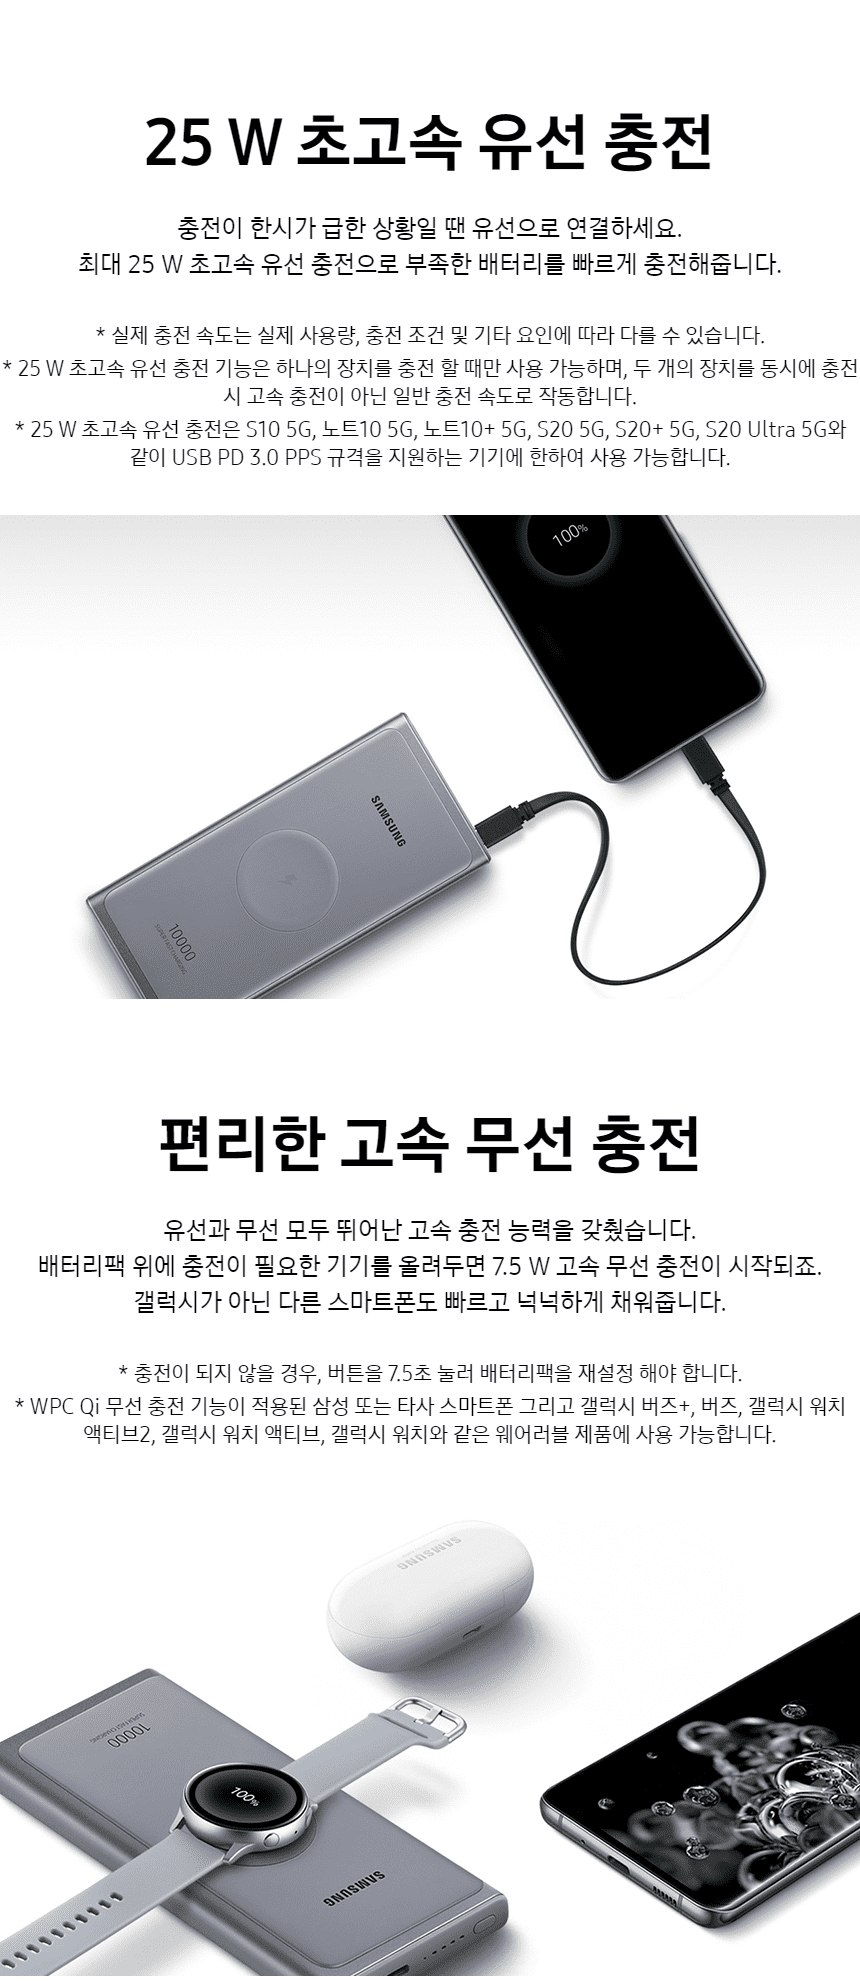 25 W 초고속 유선 충전
충전이 한시가 급한 상황일 땐 유선으로 연결하세요.
최대 25 W 초고속 유선 충전으로 부족한 배터리를 빠르게 충전해줍니다.
* 실제 충전 속도는 실제 사용량, 충전 조건 및 기타 요인에 따라 다를 수 있습니다.
* 25 W 초고속 유선 충전 기능은 하나의 장치를 충전 할 때만 사용 가능하며, 두 개의 장치를 동시에 충전
시 고속 충전이 아닌 일반 충전 속도로 작동합니다.
* 25 W 초고속 유선 충전은 S10 5G, 노트10 5G, 노트10+ 5G, S20 5G, S20+ 5G, S20 Ultra 5G와
같이 USB PD 3.0 PPS 규격을 지원하는 기기에 한하여 사용 가능합니다.
100%
SAMSUNG
10000
SUPER FAST CHARGING
편리한 고속 무선 충전
유선과 무선 모두 뛰어난 고속 충전 능력을 갖췄습니다.
배터리팩 위에 충전이 필요한 기기를 올려두면 7.5 W 고속 무선 충전이 시작되죠.
갤럭시가 아닌 다른 스마트폰도 빠르고 넉넉하게 채워줍니다.
* 충전이 되지 않을 경우, 버튼을 7.5초 눌러 배터리팩을 재설정 해야 합니다.
* WPC Qi 무선 충전 기능이 적용된 삼성 또는 타사 스마트폰 그리고 갤럭시 버즈+, 버즈, 갤럭시 워치
액티브2, 갤럭시 워치 액티브, 갤럭시 워치와 같은 웨어러블 제품에 사용 가능합니다.
SAMSUNG
10000
SUPER FAST CHARGING
100%
SAMSUNG